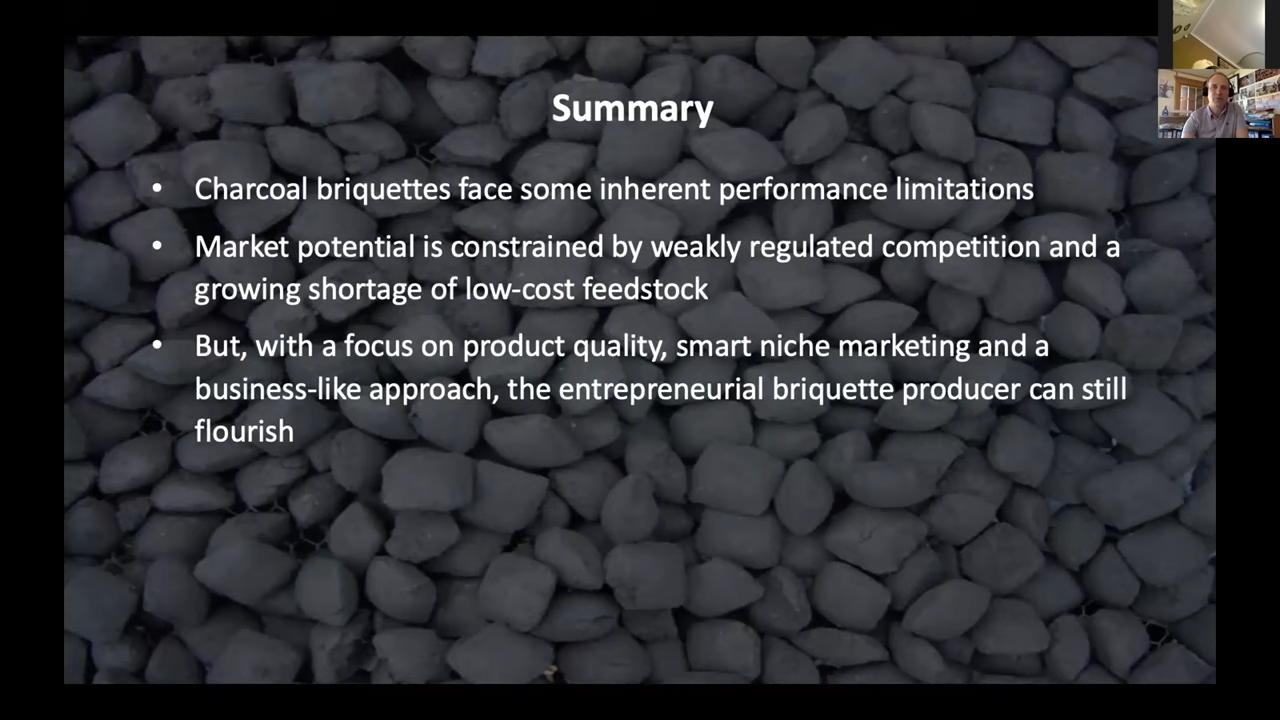 Summary
• Charcoal briquettes face some inherent performance limitations
• Market potential is constrained by weakly regulated competition and a
growing shortage of low-cost feedstock
• But, with a focus on product quality, smart niche marketing and a
business-like approach, the entrepreneurial briquette producer can still
flourish